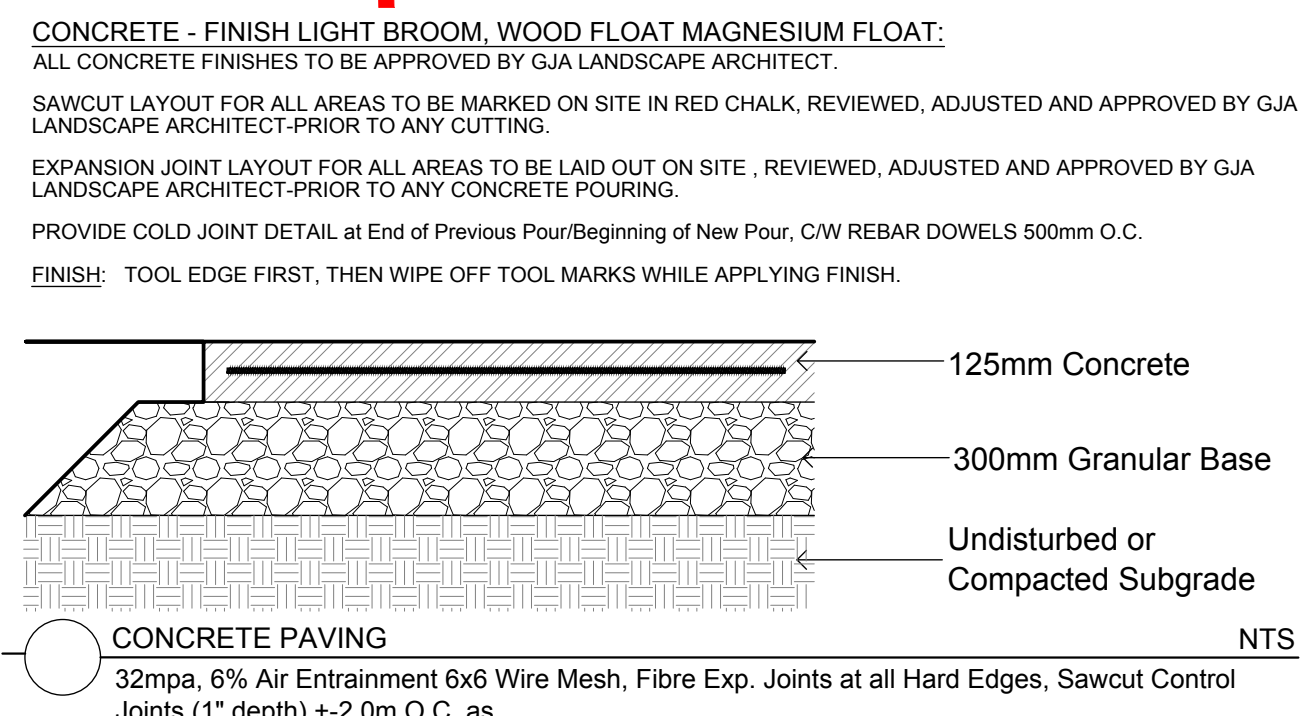 CONCRETE - FINISH LIGHT BROOM, WOOD FLOAT MAGNESIUM FLOAT:
ALL CONCRETE FINISHES TO BE APPROVED BY GJA LANDSCAPE ARCHITECT.
SAWCUT LAYOUT FOR ALL AREAS TO BE MARKED ON SITE IN RED CHALK, REVIEWED, ADJUSTED AND APPROVED BY GJA
LANDSCAPE ARCHITECT-PRIOR TO ANY CUTTING.
EXPANSION JOINT LAYOUT FOR ALL AREAS TO BE LAID OUT ON SITE , REVIEWED, ADJUSTED AND APPROVED BY GJA
LANDSCAPE ARCHITECT-PRIOR TO ANY CONCRETE POURING.
PROVIDE COLD JOINT DETAIL at End of Previous Pour/Beginning of New Pour, C/W REBAR DOWELS 500mm O.C.
FINISH: TOOL EDGE FIRST, THEN WIPE OFF TOOL MARKS WHILE APPLYING FINISH.
125mm Concrete
300mm Granular Base
Undisturbed or
Compacted Subgrade
CONCRETE PAVING NTS
32mpa, 6% Air Entrainment 6x6 Wire Mesh, Fibre Exp. Joints at all Hard Edges, Sawcut Control
Joints (1" depth) +-2.0m O.C. as